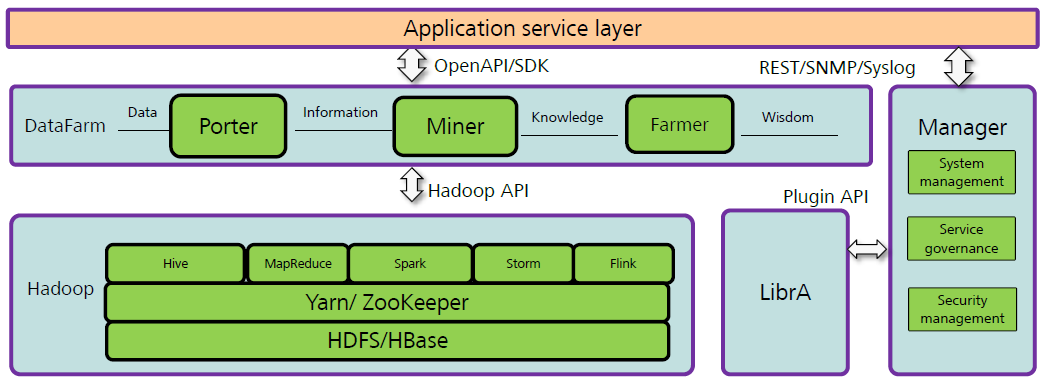 Application service layer
OpenAPI/SDK
REST/SNMP/Syslog
DataFarm
Data
Porter
Information
Miner
Knowledge
Farmer
Wisdom
Manager
System
management
Service
governance
Security
management
Hadoop API
Plugin API
Hadoop
Hive
MapReduce
Spark
Storm
Flink
Yarn/ ZooKeeper
HDFS/HBase
LibrA